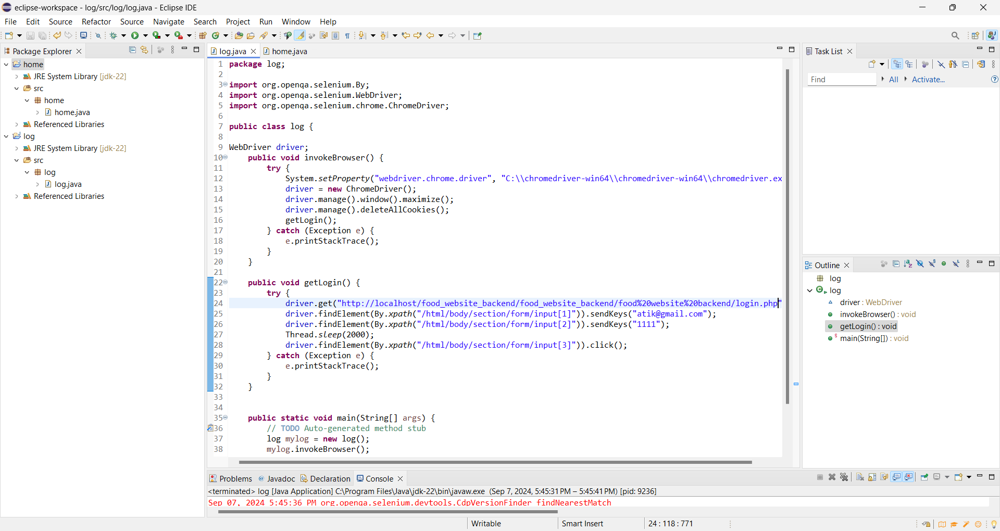 eclipse-workspace - log/src/log/log.java - Eclipse IDE
File Edit Source Refactor Source Navigate Search Project Run Window Help
Package Explorer
home
JRE System Library [jdk-22]
src
home
home.java
Referenced Libraries
log
JRE System Library [jdk-22]
src
log
log.java
Referenced Libraries
log.java home.java
1 package log;
2
3 import org.openqa.selenium.By;
4 import org.openqa.selenium.WebDriver;
5 import org.openqa.selenium.chrome.ChromeDriver;
6
7 public class log {
8
9 WebDriver driver;
10 public void invokeBrowser() {
11 try {
12 System.setProperty("webdriver.chrome.driver", "C:\\chromedriver-win64\\chromedriver-win64\\chromedriver.ex
13 driver = new ChromeDriver();
14 driver.manage().window().maximize();
15 driver.manage().deleteAllCookies();
16 getLogin();
17 } catch (Exception e) {
18 e.printStackTrace();
19 }
20 }
21
22 public void getLogin() {
23 try {
24 driver.get("http://localhost/food_website_backend/food_website_backend/food%20website%20backend/login.php"
25 driver.findElement(By.xpath("/html/body/section/form/input[1]")).sendKeys("atik@gmail.com");
26 driver.findElement(By.xpath("/html/body/section/form/input[2]")).sendKeys("1111");
27 Thread.sleep(2000);
28 driver.findElement(By.xpath("/html/body/section/form/input[3]")).click();
29 } catch (Exception e) {
30 e.printStackTrace();
31 }
32 }
33
34
35 public static void main(String[] args) {
36 // TODO Auto-generated method stub
37 log mylog = new log();
38 mylog.invokeBrowser();
Task List
Find All Activate...
Outline
log
log
driver : WebDriver
invokeBrowser() : void
getLogin() : void
main(String[]) : void
Problems Javadoc Declaration Console
<terminated> log [Java Application] C:\Program Files\Java\jdk-22\bin\javaw.exe (Sep 7, 2024, 5:45:31 PM – 5:45:41 PM) [pid: 9236]
Sep 07, 2024 5:45:36 PM org.openqa.selenium.devtools.CdpVersionFinder findNearestMatch
Writable Smart Insert 24 : 118 : 771